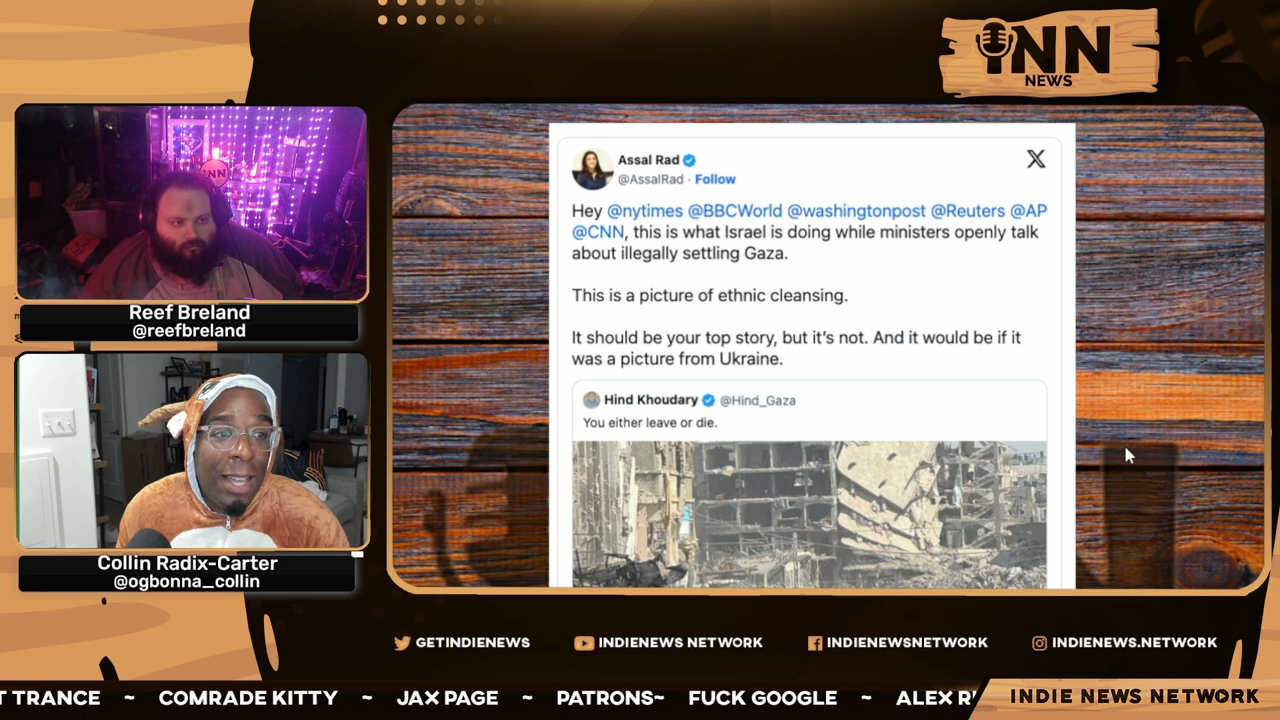 INN
NEWS
INN
Reef Breland
@reefbreland
Collin Radix-Carter
@ogbonna_collin
Assal Rad
@AssalRad · Follow
X
Hey @nytimes @BBCWorld @washingtonpost @Reuters @AP
@CNN, this is what Israel is doing while ministers openly talk
about illegally settling Gaza.
This is a picture of ethnic cleansing.
It should be your top story, but it's not. And it would be if it
was a picture from Ukraine.
Hind Khoudary @Hind_Gaza
You either leave or die.
GETINDIENEWS
INDIENEWS NETWORK
INDIENEWSNETWORK
INDIENEWS.NETWORK
T TRANCE ~ COMRADE KITTY ~ JAX PAGE ~ PATRONS~ FUCK GOOGLE ~ ALEX
INDIE NEWS NETWORK